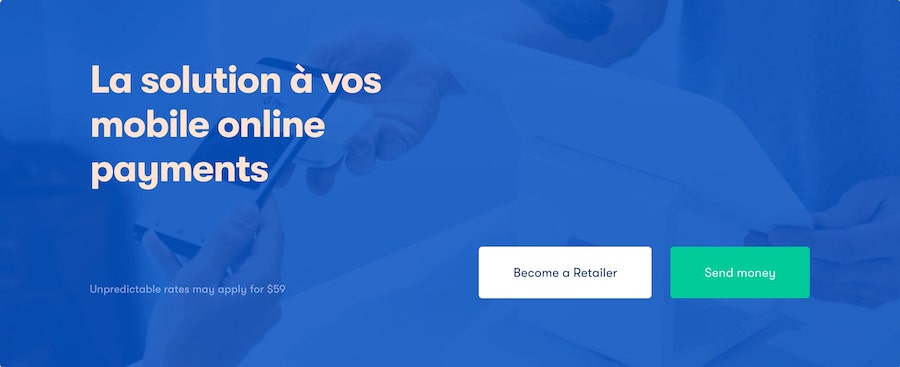 La solution à vos
mobile online
payments
Unpredictable rates may apply for $59
Become a Retailer
Send money